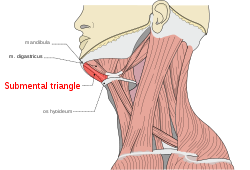 mandibula
m. digastricus
Submental triangle
os hyoideum